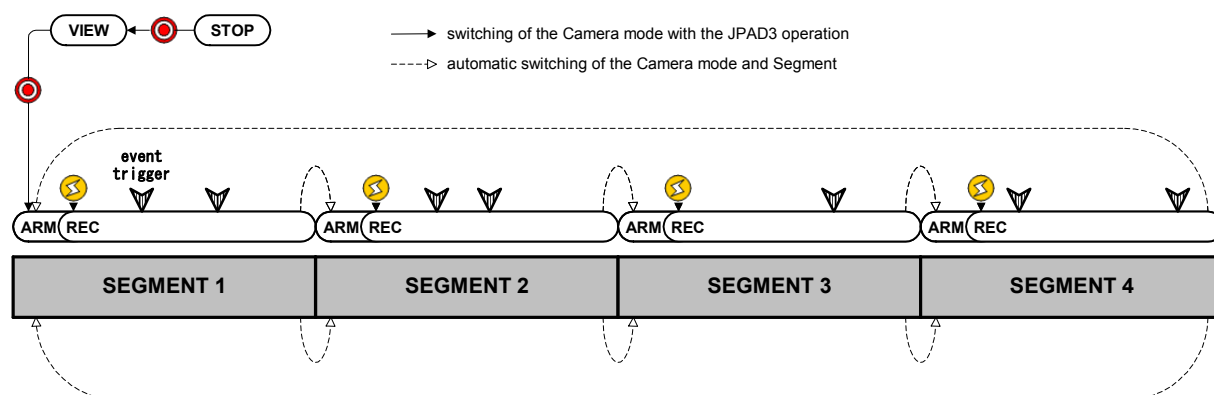 VIEW STOP
switching of the Camera mode with the JPAD3 operation
automatic switching of the Camera mode and Segment
event
trigger
ARM REC ARM REC ARM REC ARM REC
SEGMENT 1 SEGMENT 2 SEGMENT 3 SEGMENT 4